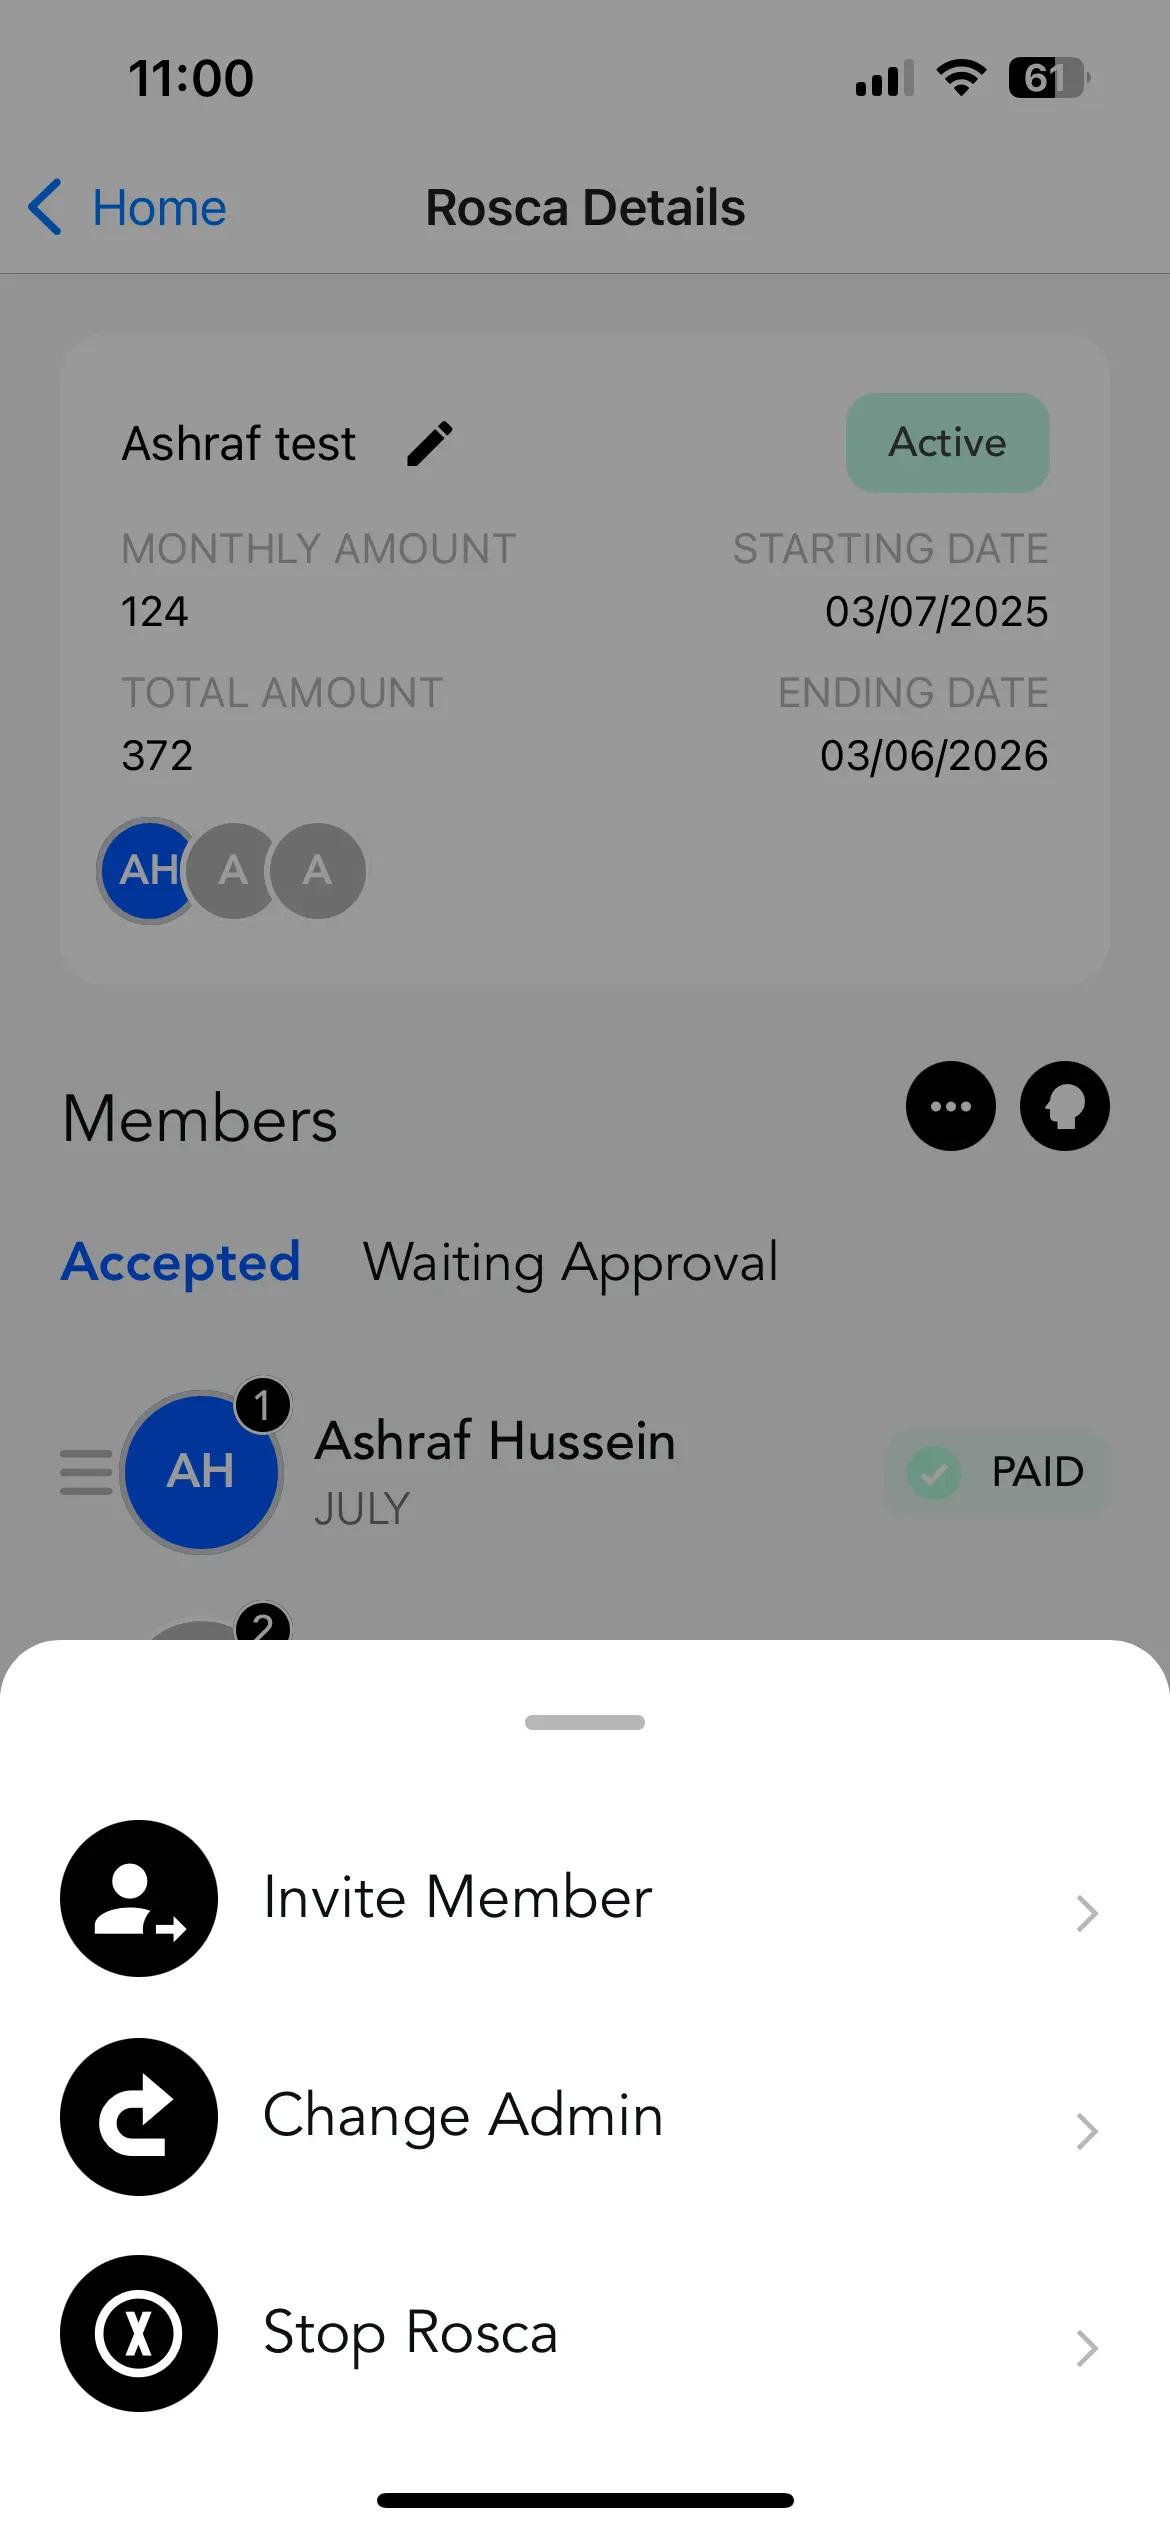 11:00
61
Home
Rosca Details
Ashraf test
Active
MONTHLY AMOUNT
STARTING DATE
124
03/07/2025
TOTAL AMOUNT
ENDING DATE
372
03/06/2026
AH
A
A
Members
Accepted
Waiting Approval
1
AH
Ashraf Hussein
JULY
PAID
2
Invite Member
Change Admin
Stop Rosca